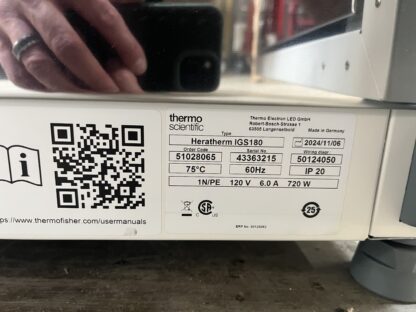 thermo
scientific
Thermo Electron LED GmbH
Robert-Bosch-Strasse 1
63505 Langenselbold
Made in Germany
Type
Heratherm IGS180
2024/11/06
Order Code
Serial No.
Wiring diagr.
51028065
43363215
50124050
75°C
60Hz
IP 20
1N/PE 120 V 6.0 A 720 W
ps://www.thermofisher.com/usermanuals
C US
25